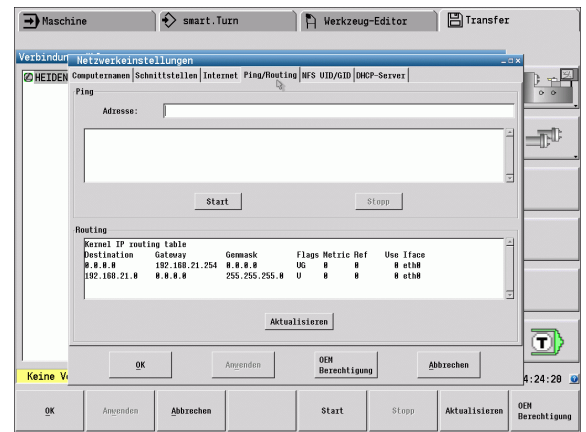 Maschine
smart.Turn
Werkzeug-Editor
Transfer
Netzwerkeinstellungen
HEIDEN
Computernamen Schnittstellen Internet Ping/Routing NFS UID/GID DHCP-Server
Ping
Adresse:
Start
Stopp
Routing
Kernel IP routing table
Destination Gateway Genmask Flags Metric Ref Use Iface
0.0.0.0 192.168.21.254 0.0.0.0 UG 0 0 0 eth0
192.168.21.0 0.0.0.0 255.255.255.0 U 0 0 0 eth0
Aktualisieren
OK
Anwenden
OEM
Berechtigung
Abbrechen
Keine
4:24:20
OK
Anwenden
Abbrechen
Start
Stopp
Aktualisieren
OEM
Berechtigung